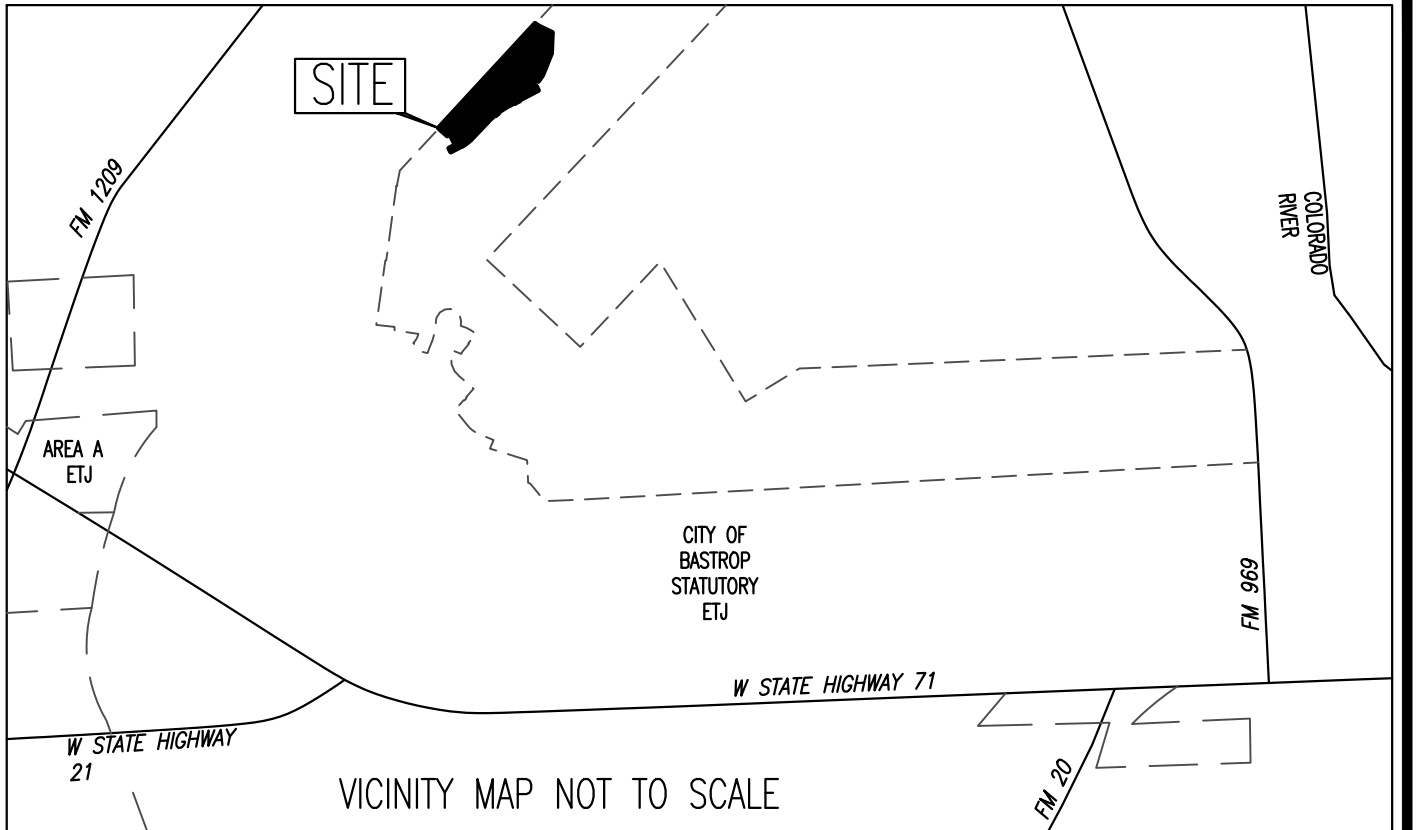 SITE
FM 1209
COLORADO
RIVER
AREA A
ETJ
CITY OF
BASTROP
STATUTORY
ETJ
FM 969
W STATE HIGHWAY 71
W STATE HIGHWAY
21
FM 20
VICINITY MAP NOT TO SCALE